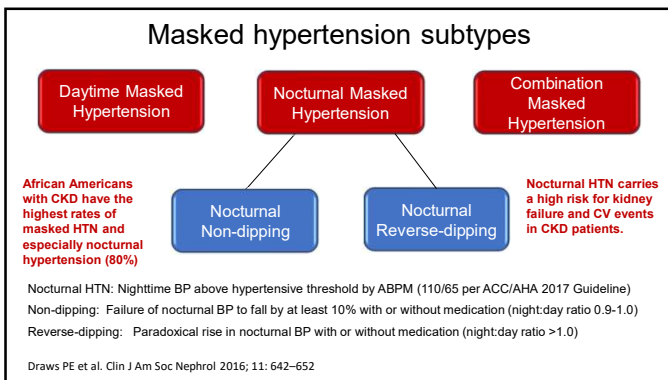 Masked hypertension subtypes
Daytime Masked
Hypertension
Nocturnal Masked
Hypertension
Combination
Masked
Hypertension
African Americans
with CKD have the
highest rates of
masked HTN and
especially nocturnal
hypertension (80%)
Nocturnal
Non-dipping
Nocturnal
Reverse-dipping
Nocturnal HTN carries
a high risk for kidney
failure and CV events
in CKD patients.
Nocturnal HTN: Nighttime BP above hypertensive threshold by ABPM (110/65 per ACC/AHA 2017 Guideline)
Non-dipping: Failure of nocturnal BP to fall by at least 10% with or without medication (night:day ratio 0.9-1.0)
Reverse-dipping: Paradoxical rise in nocturnal BP with or without medication (night:day ratio >1.0)
Draws PE et al. Clin J Am Soc Nephrol 2016; 11: 642–652